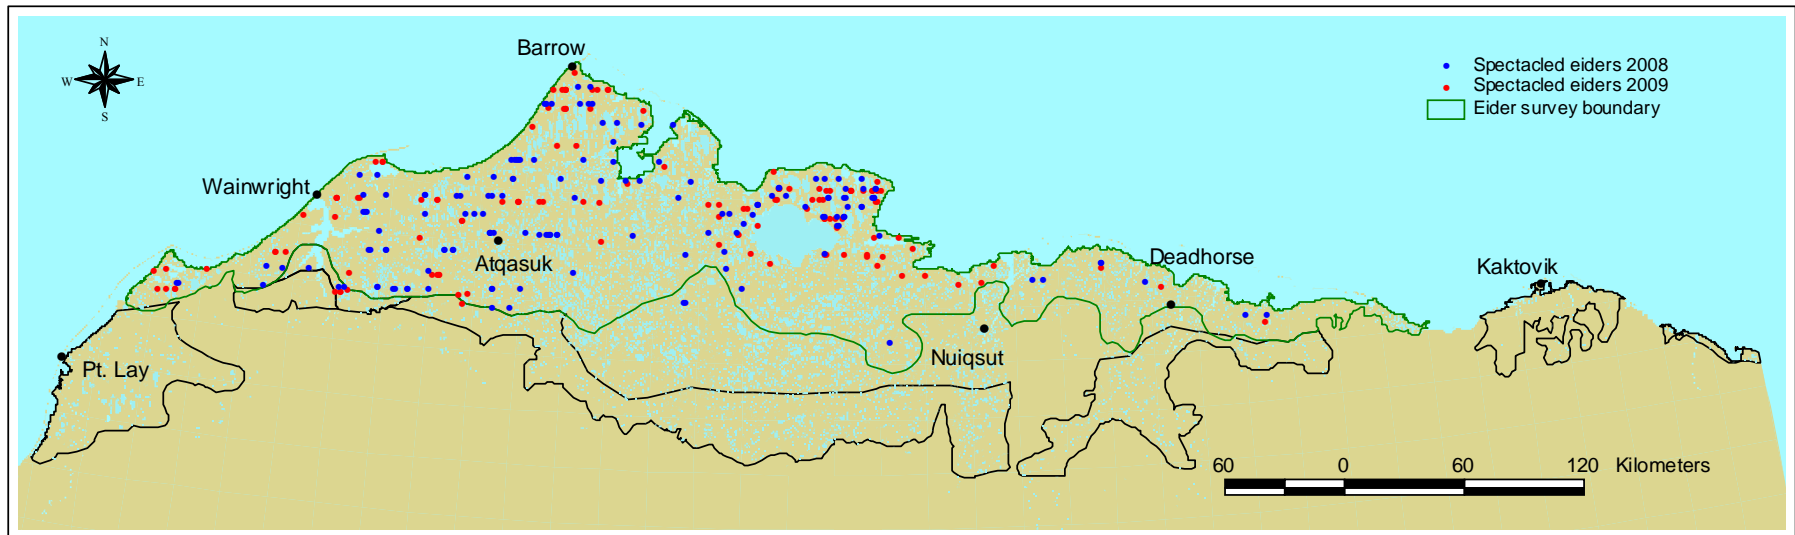 N
W E
S
Barrow
Spectacled eiders 2008
Spectacled eiders 2009
Eider survey boundary
Wainwright
Atqasuk
Deadhorse
Kaktovik
Nuiqsut
Pt. Lay
60 0 60 120 Kilometers